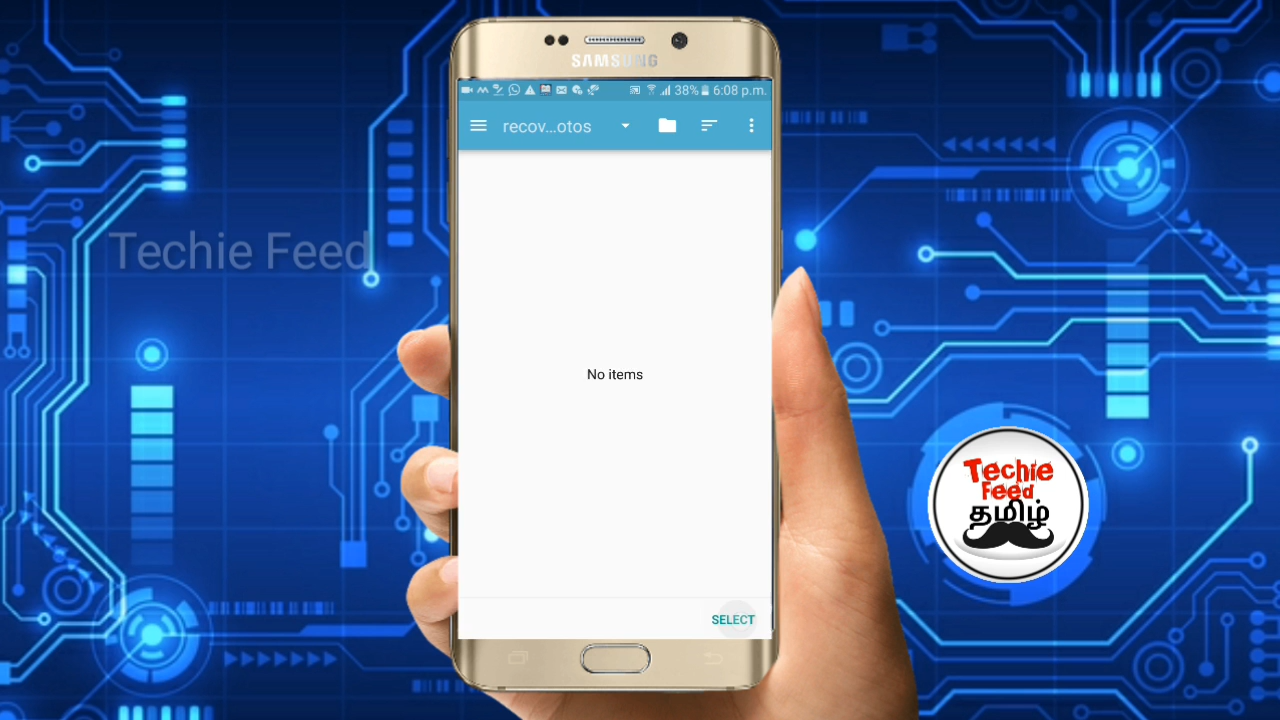 SAMSUNG
38% 6:08 p.m.
recov...otos
Techie Feed
No items
Techie
Feed
தமிழ்
SELECT